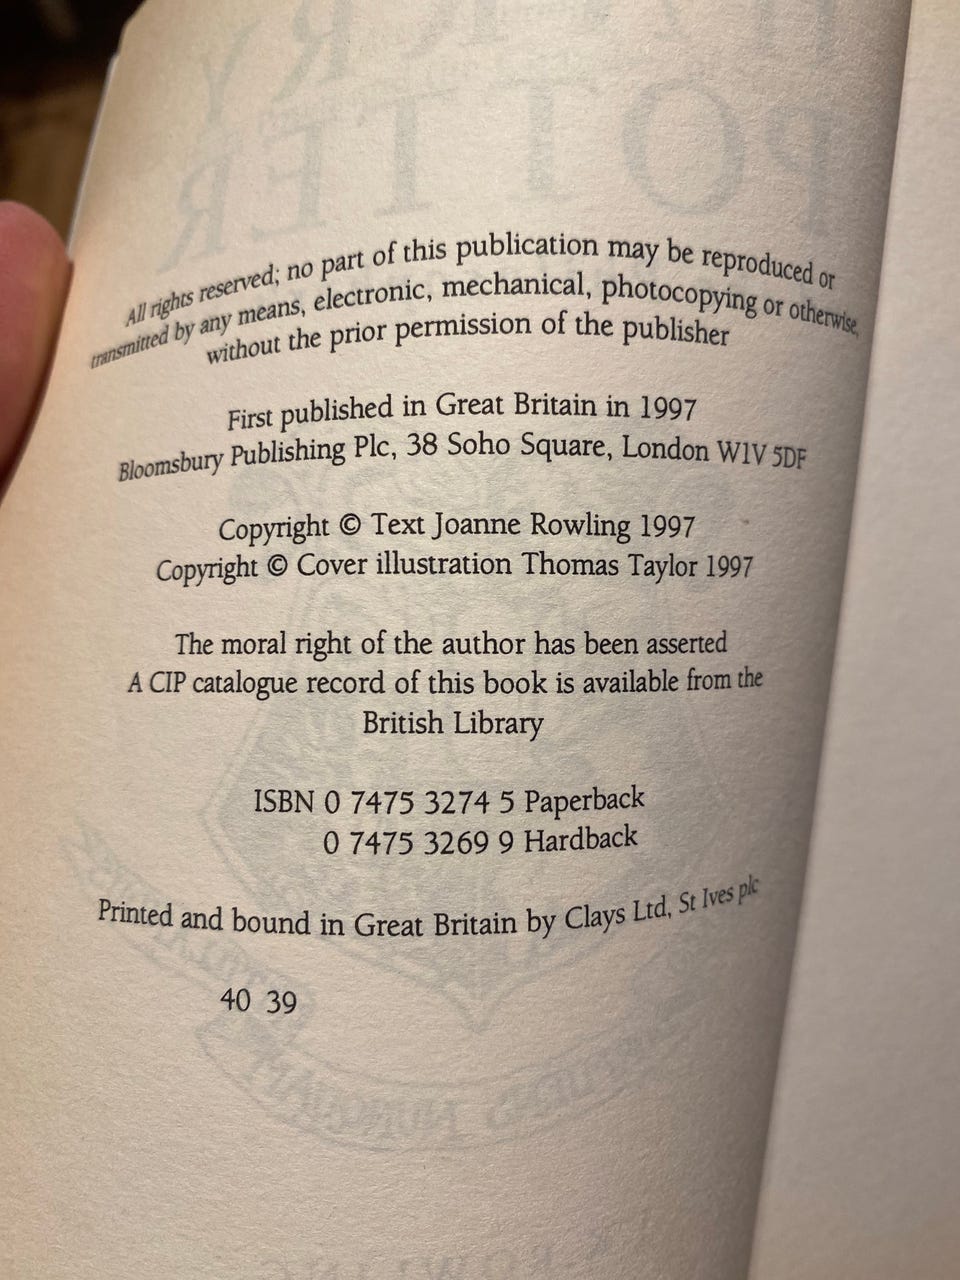 All rights reserved; no part of this publication may be reproduced or
transmitted by any means, electronic, mechanical, photocopying or otherwise,
without the prior permission of the publisher
First published in Great Britain in 1997
Bloomsbury Publishing Plc, 38 Soho Square, London W1V 5DF
Copyright © Text Joanne Rowling 1997
Copyright © Cover illustration Thomas Taylor 1997
The moral right of the author has been asserted
A CIP catalogue record of this book is available from the
British Library
ISBN 0 7475 3274 5 Paperback
0 7475 3269 9 Hardback
Printed and bound in Great Britain by Clays Ltd, St Ives plc
40 39